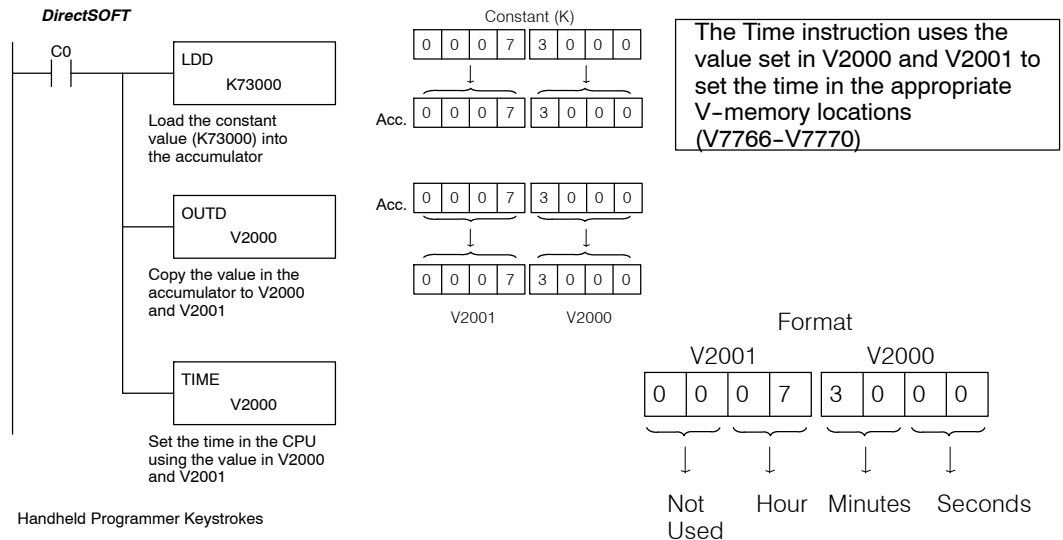 DirectSOFT
C0
LDD
K73000
Load the constant
value (K73000) into
the accumulator
OUTD
V2000
Copy the value in the
accumulator to V2000
and V2001
TIME
V2000
Set the time in the CPU
using the value in V2000
and V2001
Handheld Programmer Keystrokes
Constant (K)
0 0 0 7 3 0 0 0
Acc. 0 0 0 7 3 0 0 0
Acc. 0 0 0 7 3 0 0 0
0 0 0 7 3 0 0 0
V2001 V2000
The Time instruction uses the
value set in V2000 and V2001 to
set the time in the appropriate
V-memory locations
(V7766-V7770)
Format
V2001 V2000
0 0 0 7 3 0 0 0
Not Hour Minutes Seconds
Used